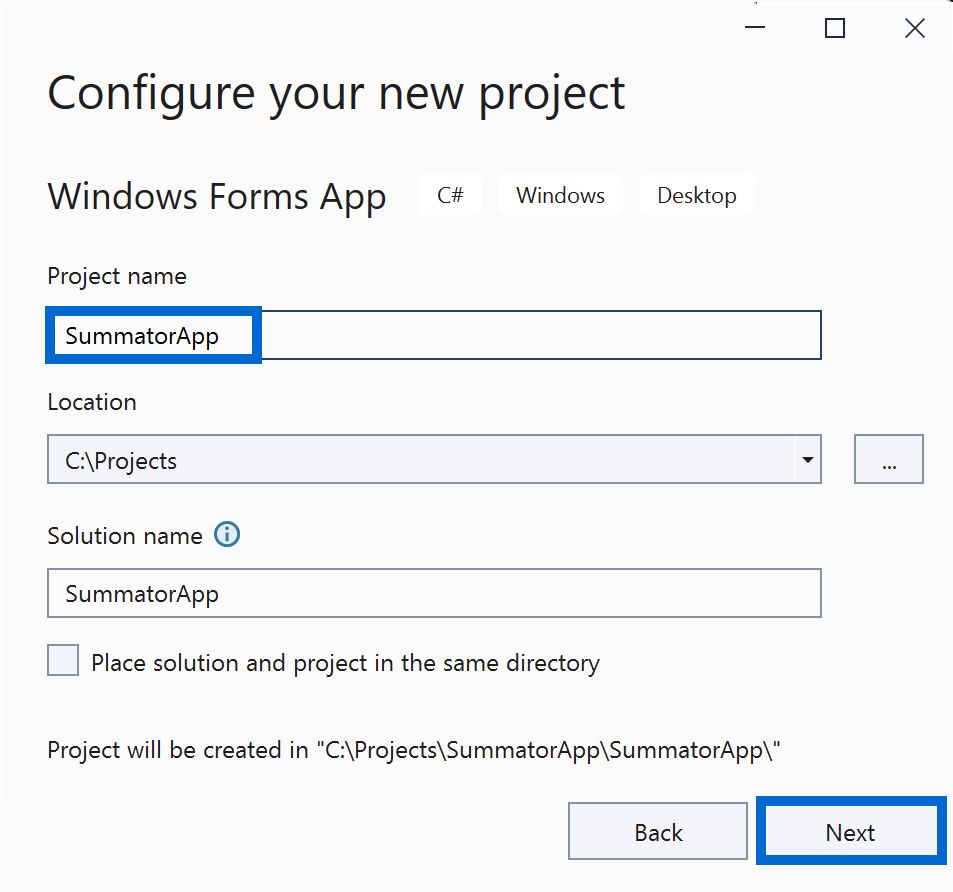 Configure your new project
Windows Forms App C# Windows Desktop
Project name
SummatorApp
Location
C:\Projects
...
Solution name
SummatorApp
Place solution and project in the same directory
Project will be created in "C:\Projects\SummatorApp\SummatorApp\"
Back Next